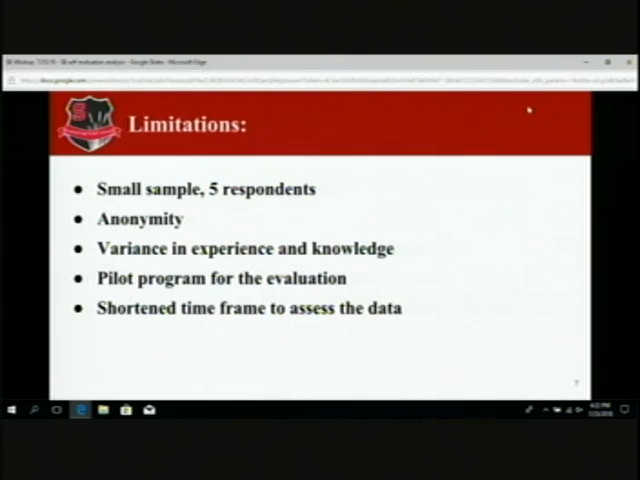 Limitations:
● Small sample, 5 respondents
● Anonymity
● Variance in experience and knowledge
● Pilot program for the evaluation
● Shortened time frame to assess the data
7